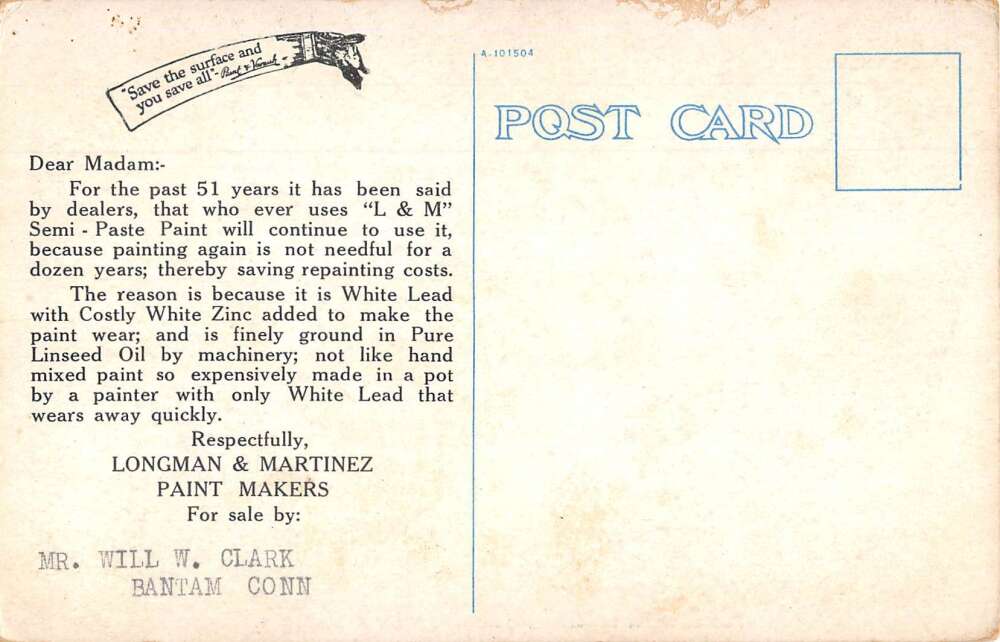 "Save the surface and
you save all" - Paint & Varnish
A-101504
POST CARD
Dear Madam:-
For the past 51 years it has been said
by dealers, that who ever uses “L & M”
Semi - Paste Paint will continue to use it,
because painting again is not needful for a
dozen years; thereby saving repainting costs.
The reason is because it is White Lead
with Costly White Zinc added to make the
paint wear; and is finely ground in Pure
Linseed Oil by machinery; not like hand
mixed paint so expensively made in a pot
by a painter with only White Lead that
wears away quickly.
Respectfully,
LONGMAN & MARTINEZ
PAINT MAKERS
For sale by:
MR. WILL W. CLARK
BANTAM CONN